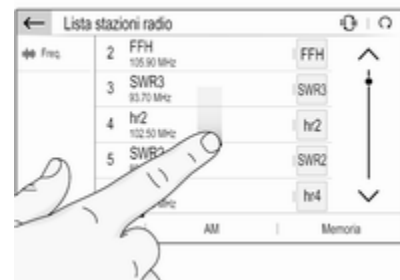 Lista stazioni radio
Freq.
2 FFH FFH
105.90 MHz
3 SWR3 SWR3
93.70 MHz
4 hr2 hr2
102.50 MHz
5 SWR2 SWR2
hr4
MHz
AM Memoria